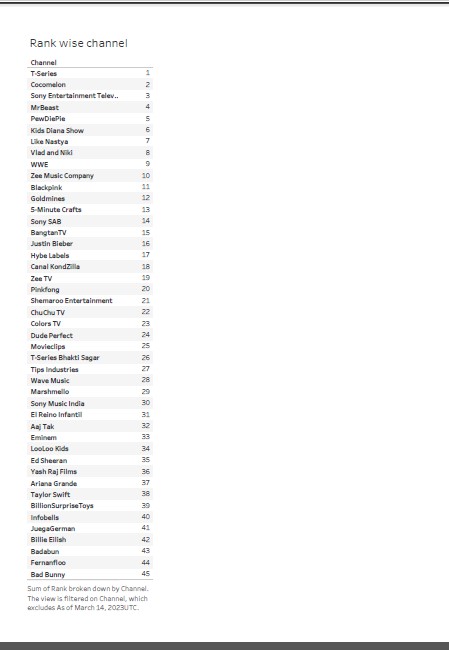 Rank wise channel
Channel
T-Series 1
Cocomelon 2
Sony Entertainment Telev.. 3
MrBeast 4
PewDiePie 5
Kids Diana Show 6
Like Nastya 7
Vlad and Niki 8
WWE 9
Zee Music Company 10
Blackpink 11
Goldmines 12
5-Minute Crafts 13
Sony SAB 14
BangtanTV 15
Justin Bieber 16
Hybe Labels 17
Canal KondZilla 18
Zee TV 19
Pinkfong 20
Shemaroo Entertainment 21
ChuChu TV 22
Colors TV 23
Dude Perfect 24
Movieclips 25
T-Series Bhakti Sagar 26
Tips Industries 27
Wave Music 28
Marshmello 29
Sony Music India 30
El Reino Infantil 31
Aaj Tak 32
Eminem 33
LooLoo Kids 34
Ed Sheeran 35
Yash Raj Films 36
Ariana Grande 37
Taylor Swift 38
BillionSurpriseToys 39
Infobells 40
JuegaGerman 41
Billie Eilish 42
Badabun 43
Fernanfloo 44
Bad Bunny 45
Sum of Rank broken down by Channel.
The view is filtered on Channel, which
excludes As of March 14, 2023UTC.